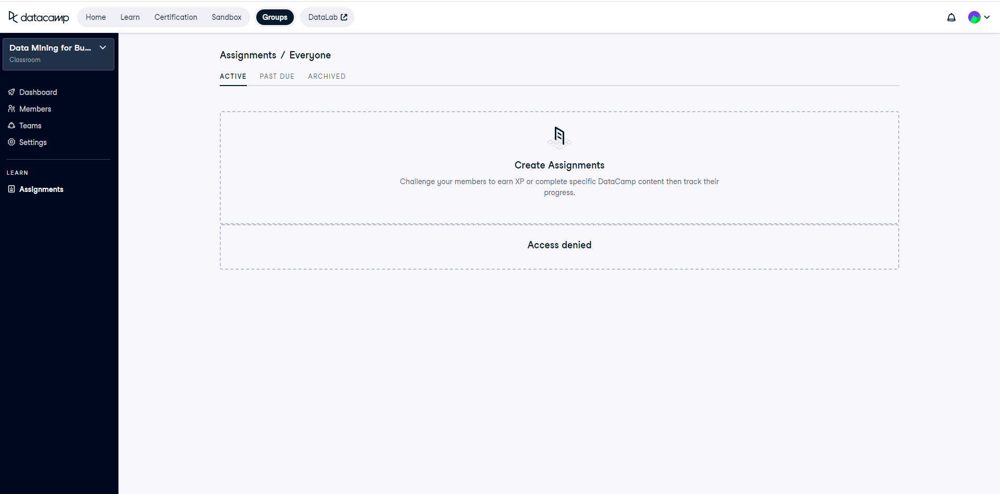 datacamp
Home Learn Certification Sandbox Groups DataLab
Data Mining for Bu...
Classroom
Dashboard
Members
Teams
Settings
LEARN
Assignments
Assignments / Everyone
ACTIVE PAST DUE ARCHIVED
Create Assignments
Challenge your members to earn XP or complete specific DataCamp content then track their
progress.
Access denied